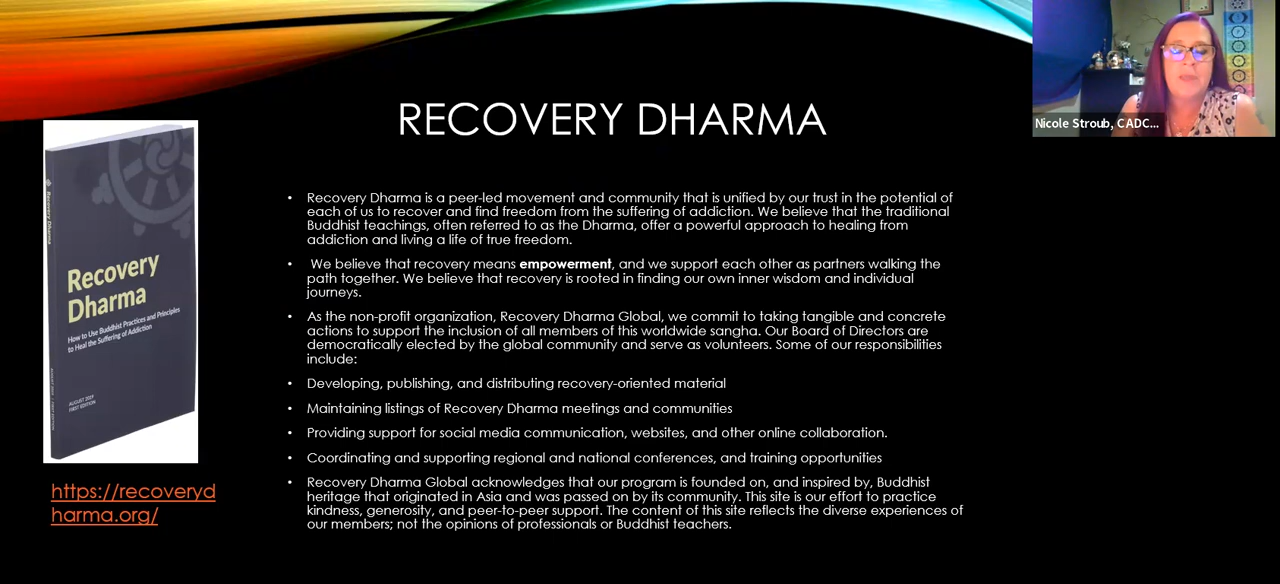 Nicole Stroub, CADC...
RECOVERY DHARMA
Recovery Dharma
Recovery
Dharma
How to Use Buddhist Practices and Principles
to Heal the Suffering of Addiction
AUGUST 2019
FIRST EDITION
https://recoveryd
harma.org/
• Recovery Dharma is a peer-led movement and community that is unified by our trust in the potential of
each of us to recover and find freedom from the suffering of addiction. We believe that the traditional
Buddhist teachings, often referred to as the Dharma, offer a powerful approach to healing from
addiction and living a life of true freedom.
• We believe that recovery means empowerment, and we support each other as partners walking the
path together. We believe that recovery is rooted in finding our own inner wisdom and individual
journeys.
• As the non-profit organization, Recovery Dharma Global, we commit to taking tangible and concrete
actions to support the inclusion of all members of this worldwide sangha. Our Board of Directors are
democratically elected by the global community and serve as volunteers. Some of our responsibilities
include:
• Developing, publishing, and distributing recovery-oriented material
• Maintaining listings of Recovery Dharma meetings and communities
• Providing support for social media communication, websites, and other online collaboration.
• Coordinating and supporting regional and national conferences, and training opportunities
• Recovery Dharma Global acknowledges that our program is founded on, and inspired by, Buddhist
heritage that originated in Asia and was passed on by its community. This site is our effort to practice
kindness, generosity, and peer-to-peer support. The content of this site reflects the diverse experiences of
our members; not the opinions of professionals or Buddhist teachers.